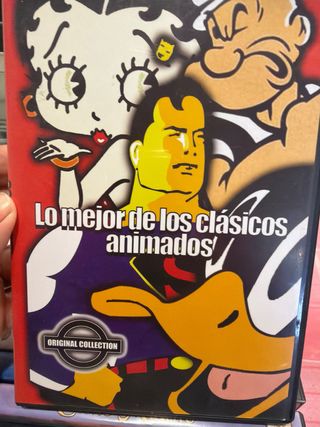 Lo mejor de los clásicos
animados
S
ORIGINAL COLLECTION